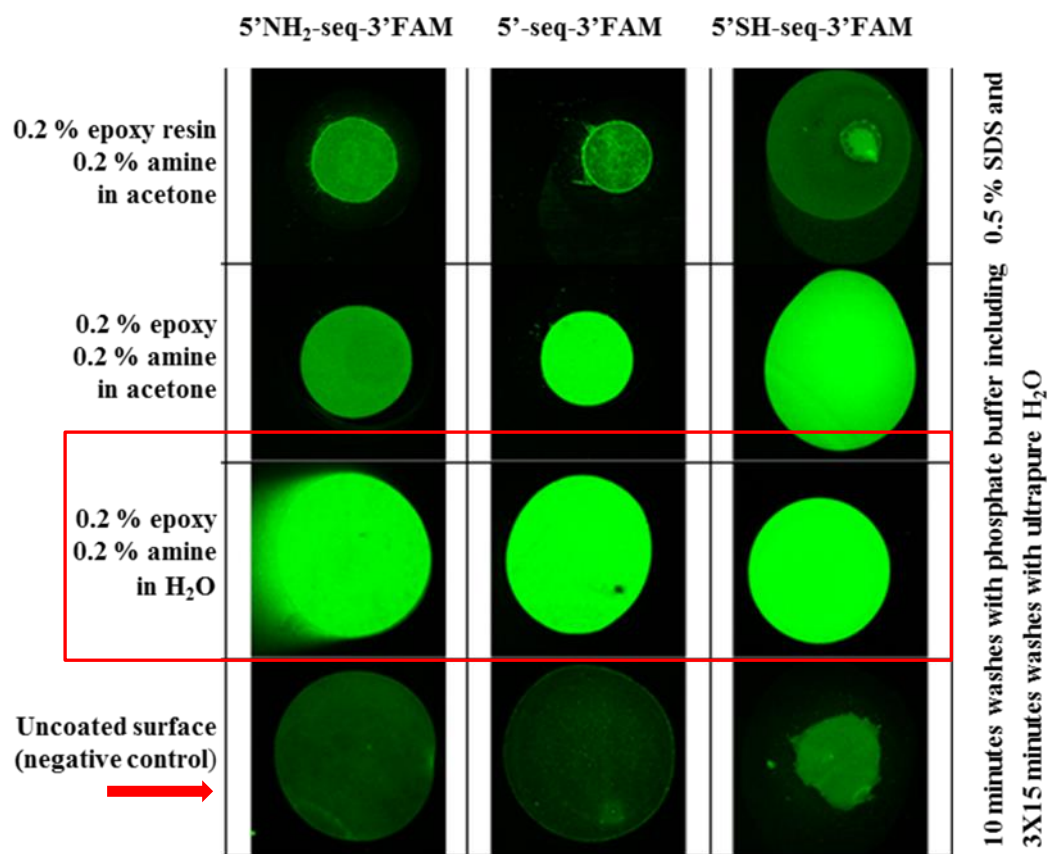 5’NH₂-seq-3’FAM 5’-seq-3’FAM 5’SH-seq-3’FAM
0.2 % epoxy resin
0.2 % amine
in acetone
0.2 % epoxy
0.2 % amine
in acetone
0.2 % epoxy
0.2 % amine
in H₂O
Uncoated surface
(negative control)
10 minutes washes with phosphate buffer including 0.5 % SDS and
3X15 minutes washes with ultrapure H₂O